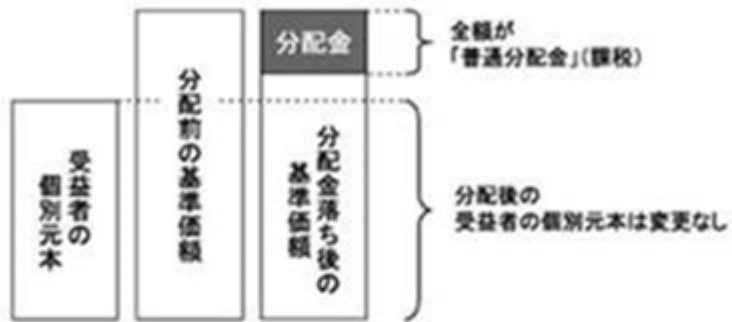 受益者の
個別元本
分配前の基準価額
分配金
分配金落ち後の
基準価額
全額が
「普通分配金」(課税)
分配後の
受益者の個別元本は変更なし